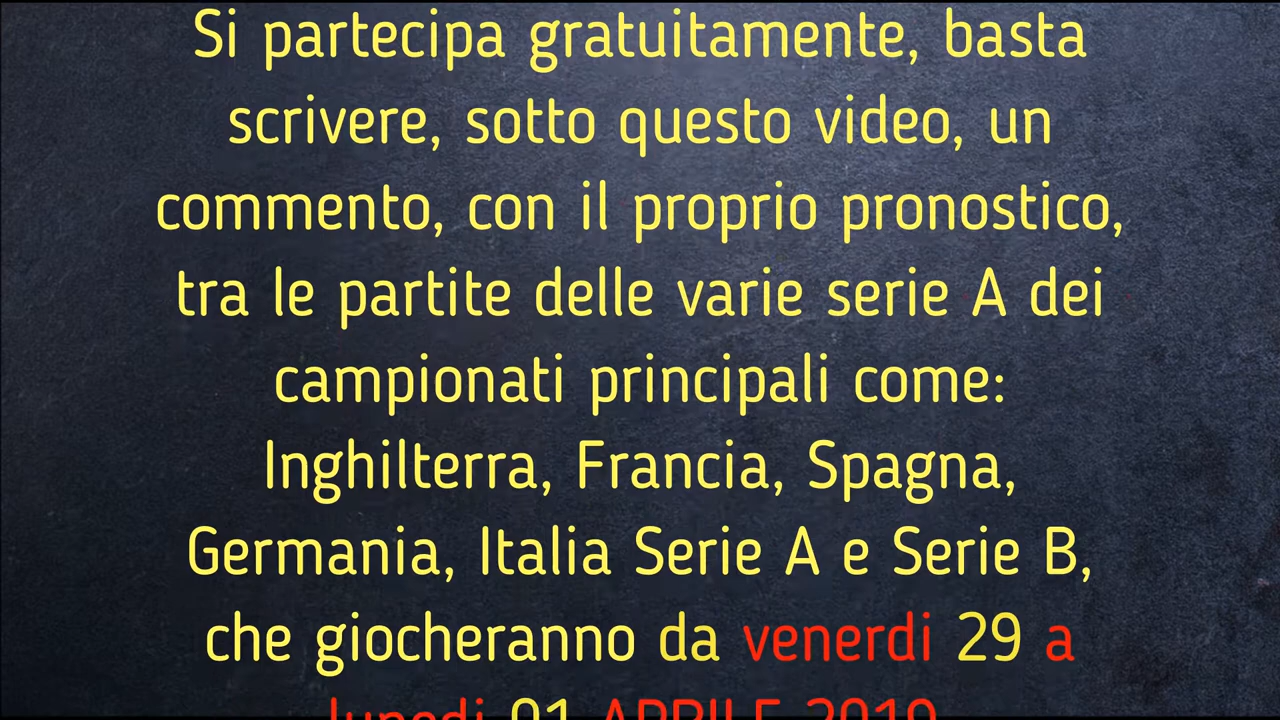 Si partecipa gratuitamente, basta
scrivere, sotto questo video, un
commento, con il proprio pronostico,
tra le partite delle varie serie A dei
campionati principali come:
Inghilterra, Francia, Spagna,
Germania, Italia Serie A e Serie B,
che giocheranno da venerdi 29 a
lunedi 01 APRILE 2019